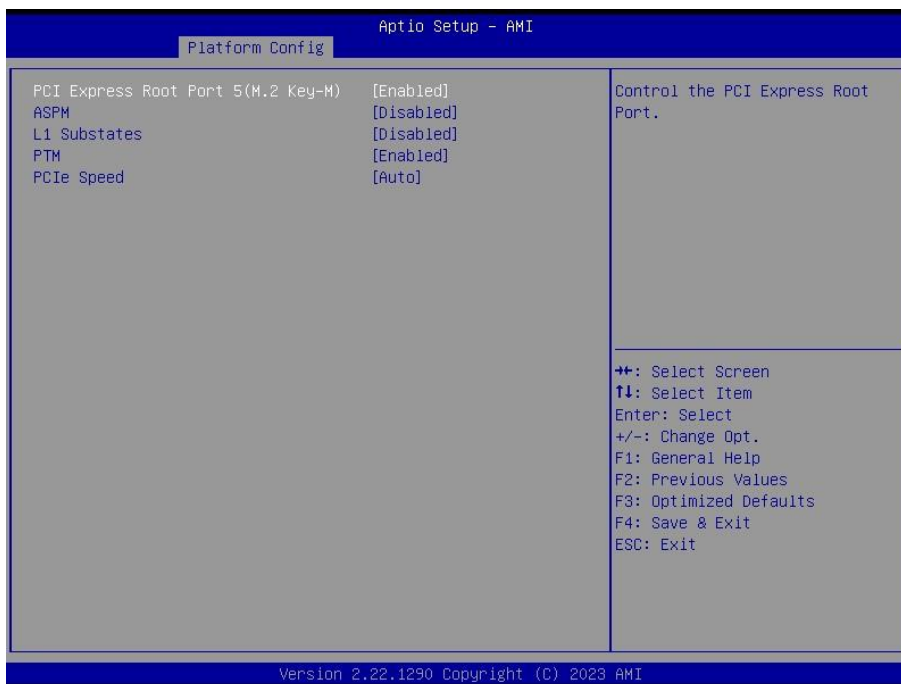 Aptio Setup - AMI
Platform Config
PCI Express Root Port 5(M.2 Key-M) [Enabled]
ASPM [Disabled]
L1 Substates [Disabled]
PTM [Enabled]
PCIe Speed [Auto]
Control the PCI Express Root
Port.
→←: Select Screen
↑↓: Select Item
Enter: Select
+/-: Change Opt.
F1: General Help
F2: Previous Values
F3: Optimized Defaults
F4: Save & Exit
ESC: Exit
Version 2.22.1290 Copyright (C) 2023 AMI